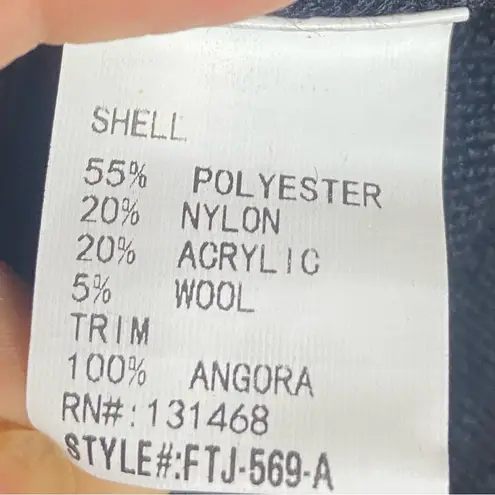 SHELL
55% POLYESTER
20% NYLON
20% ACRYLIC
5% WOOL
TRIM
100% ANGORA
RN#:131468
STYLE#:FTJ-569-A